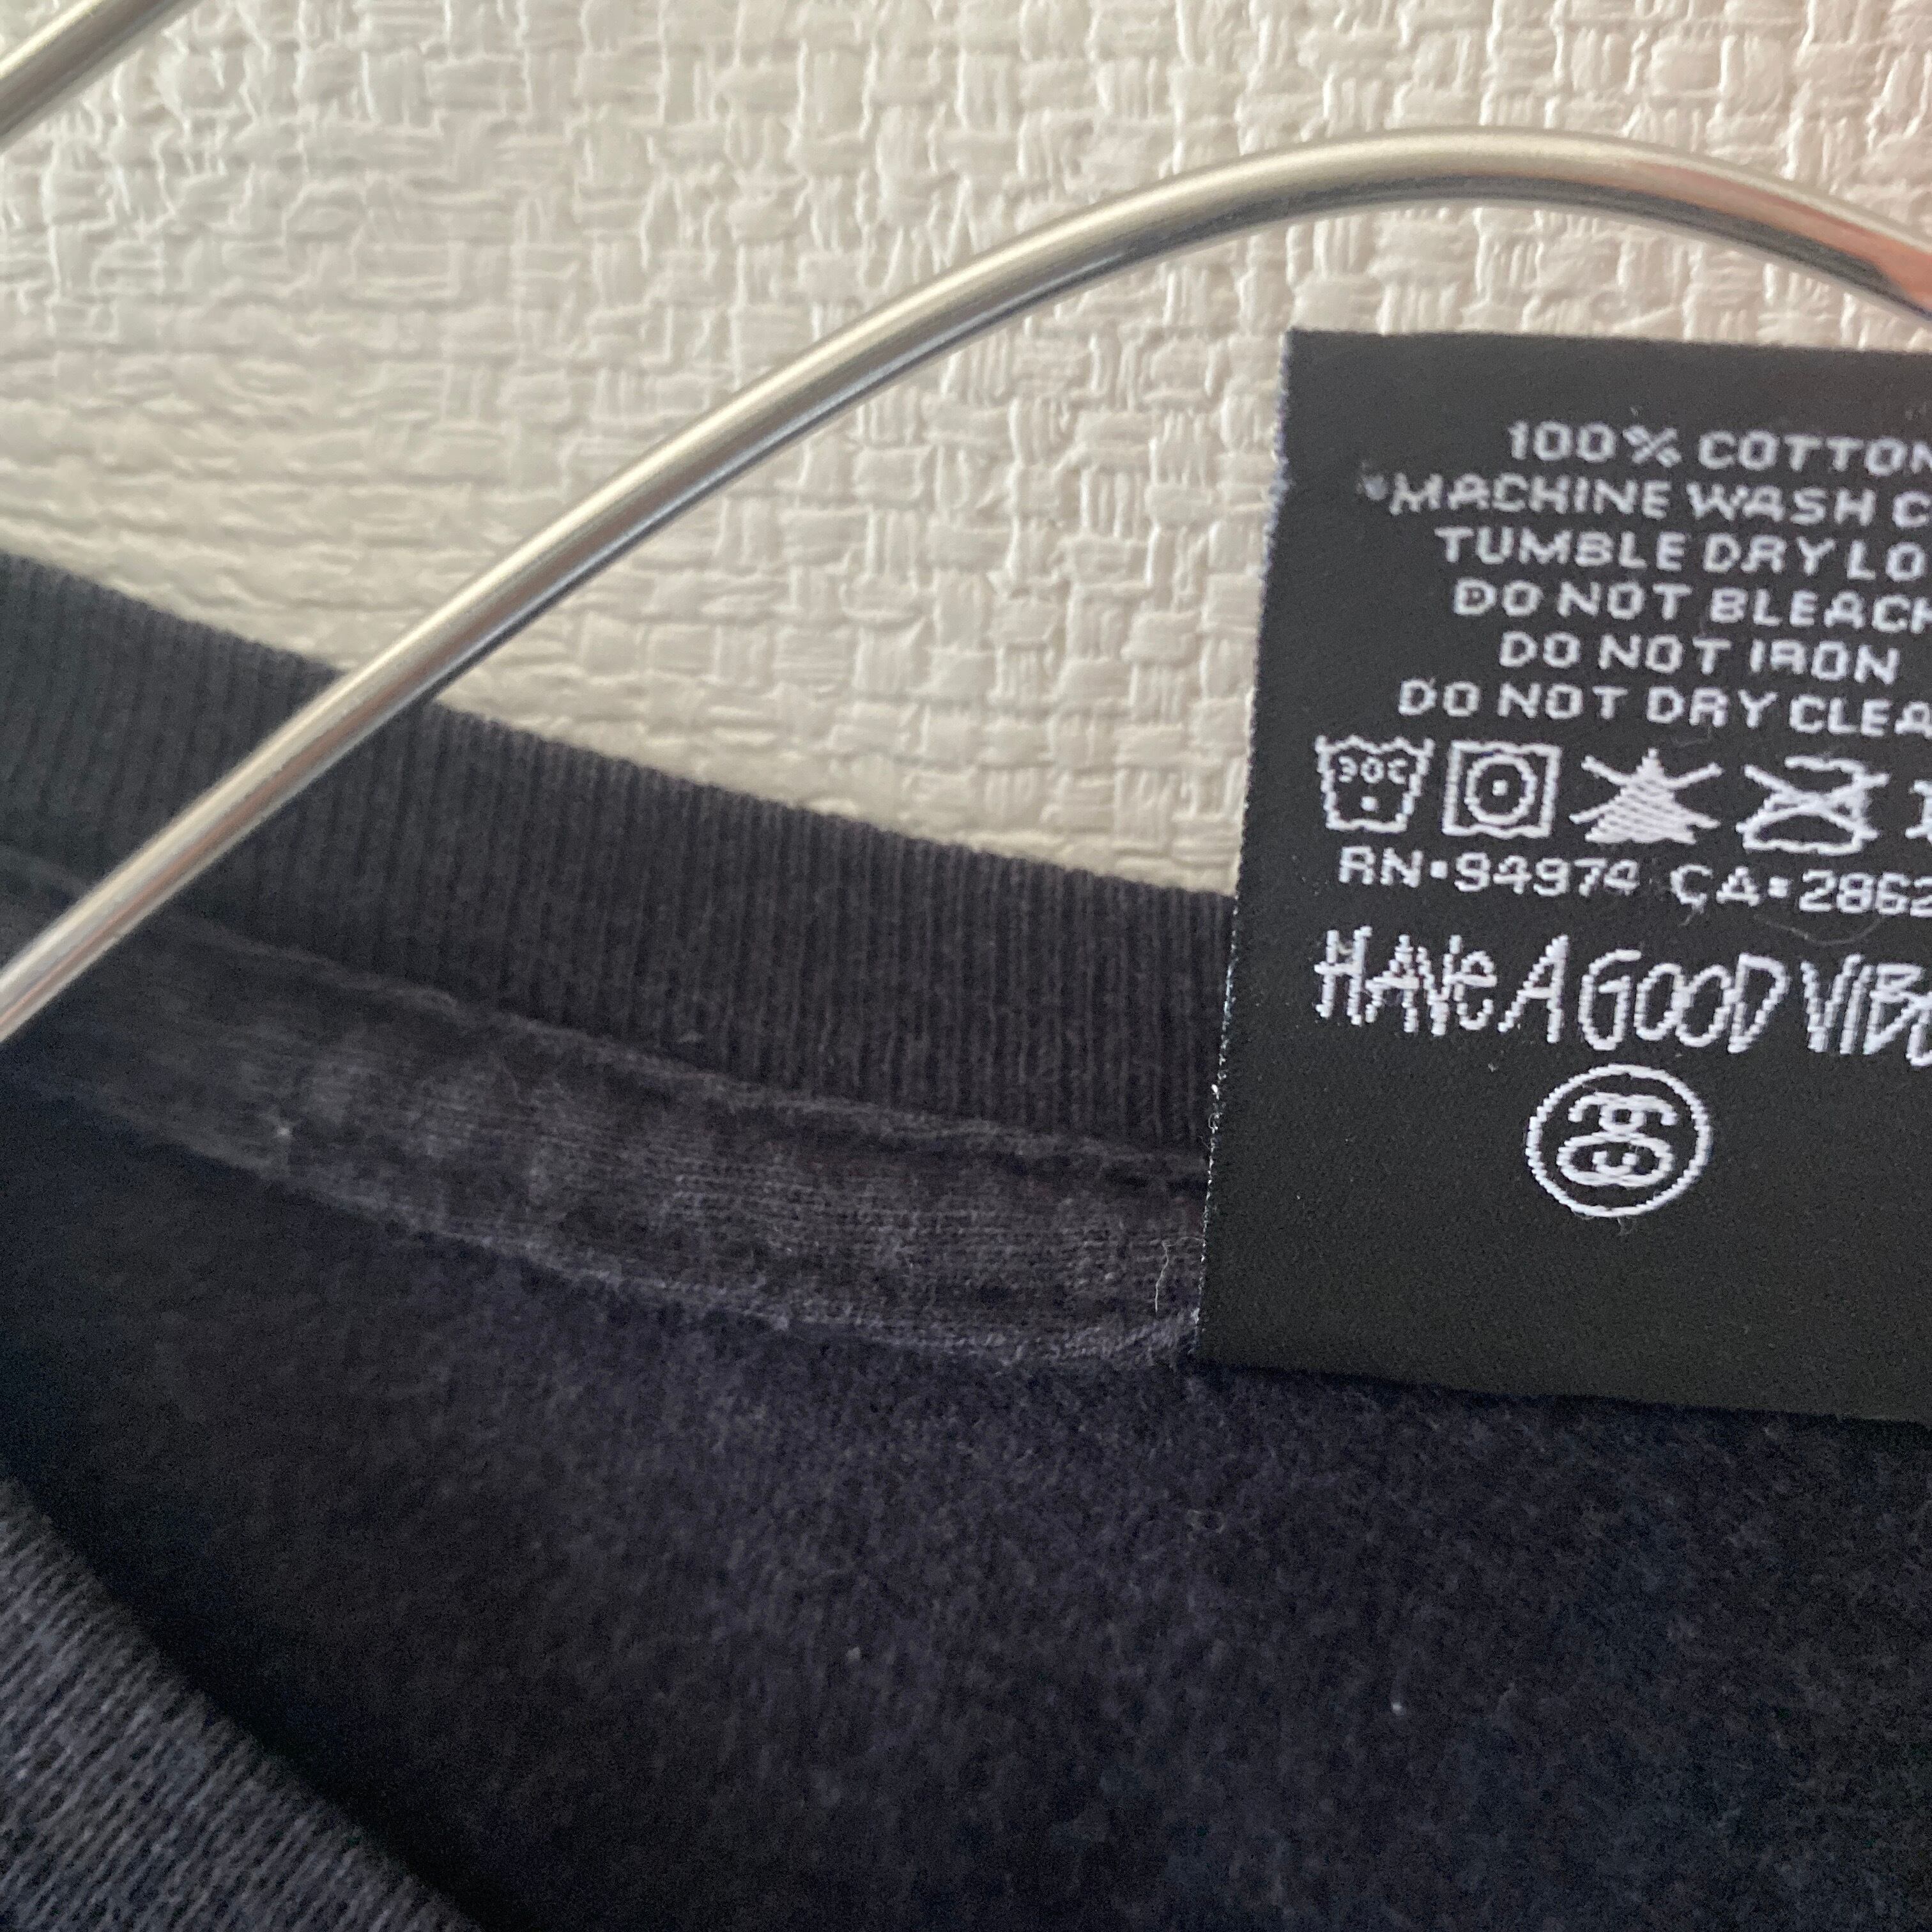 100% COTTON
MACHINE WASH C
TUMBLE DRY LO
DO NOT BLEACH
DO NOT IRON
DO NOT DRY CLEA
30C
RN•94974 CA•2862
HAVe A GOOD VIB